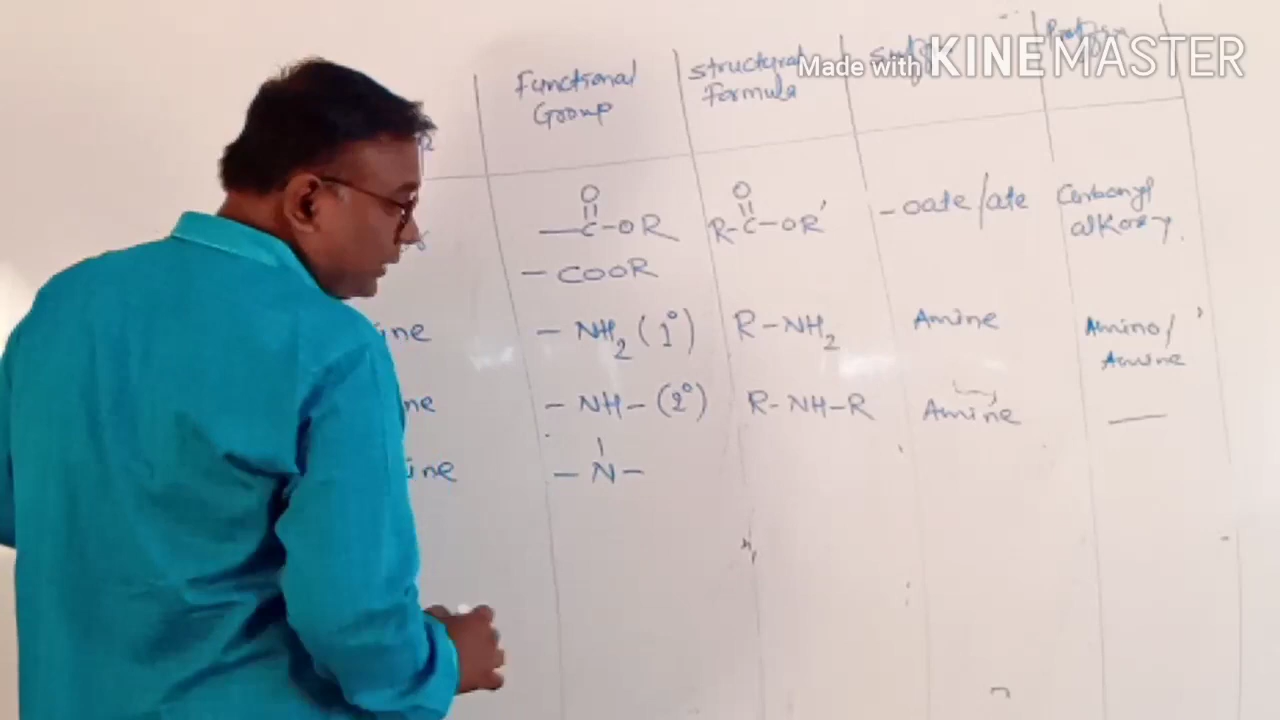 Functional
Group
Structural
Formula
Made with KINEMASTER
O
||
— C — OR
— COOR
O
||
R — C — OR'
– oate/ate
Carbonyl
alkoxy.
ine
— NH2 (1°)
R — NH2
Amine
Amino/
Amine
ne
— NH — (2°)
R — NH — R
Amine
—
ine
— N —